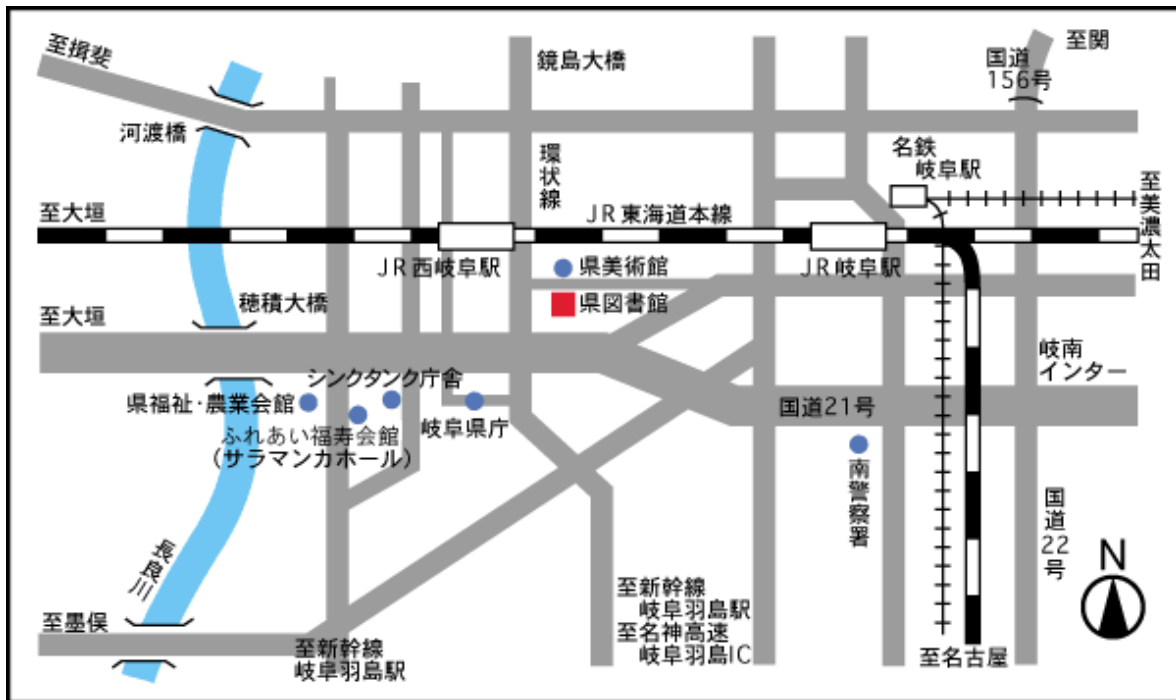 至揖斐
鏡島大橋
国道
156号
至関
河渡橋
環状線
名鉄
岐阜駅
至美濃太田
至大垣
JR東海道本線
JR西岐阜駅
県美術館
JR岐阜駅
県図書館
至大垣
穂積大橋
岐南
インター
シンクタンク庁舎
県福祉・農業会館
国道21号
岐阜県庁
ふれあい福寿会館
(サラマンカホール)
南警察署
国道22号
長良川
N
至墨俣
至新幹線
岐阜羽島駅
至新幹線
岐阜羽島駅
至名神高速
岐阜羽島IC
至名古屋